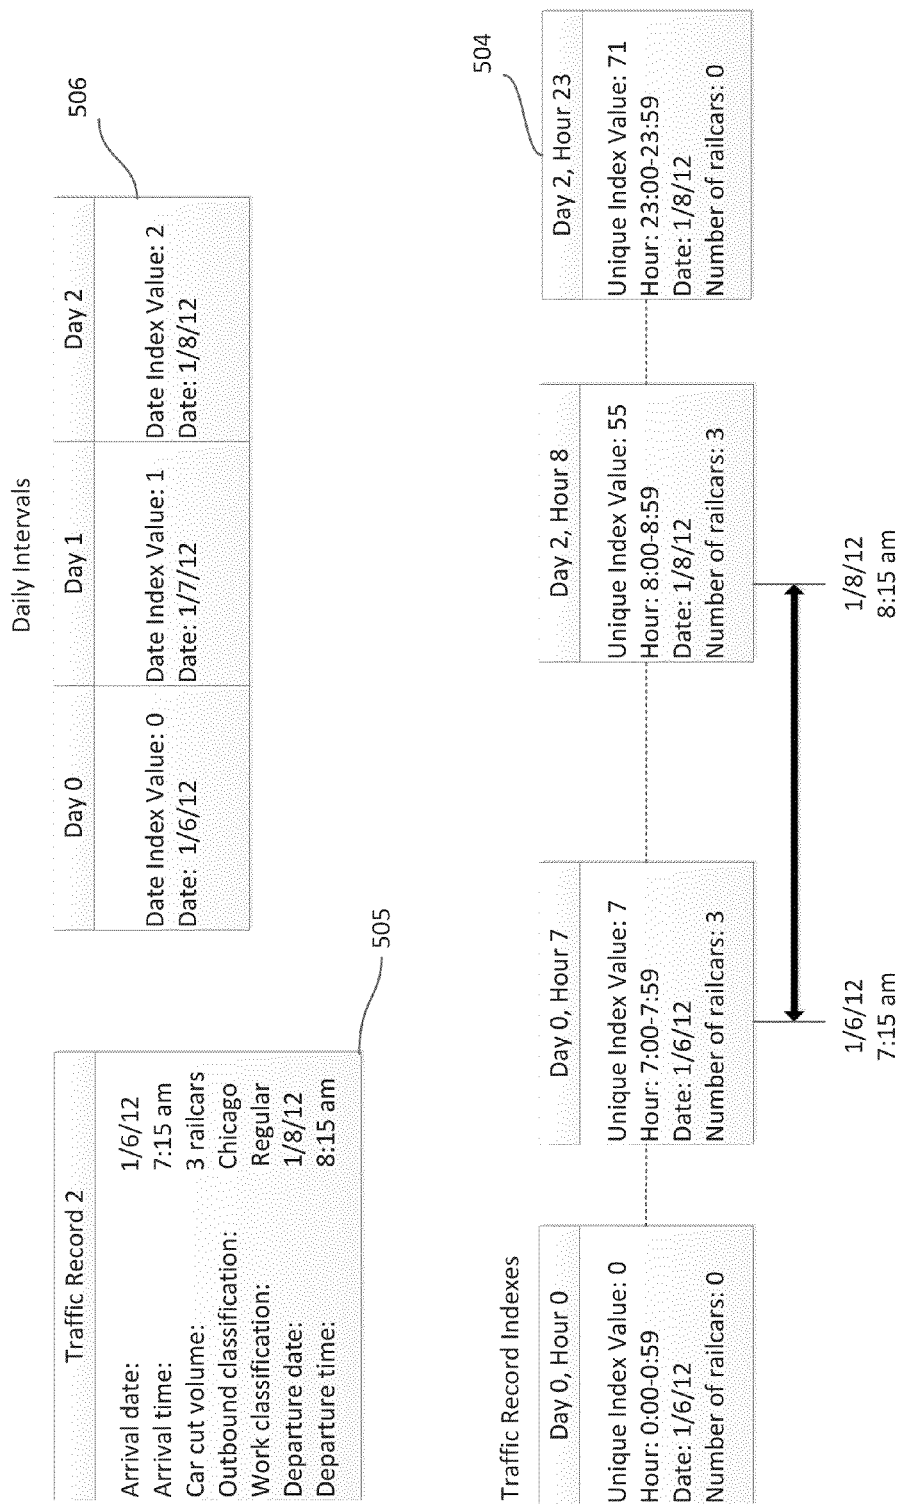 Daily Intervals
Traffic Record 2
Arrival date: 1/6/12
Arrival time: 7:15 am
Car cut volume: 3 railcars
Outbound classification: Chicago
Work classification: Regular
Departure date: 1/8/12
Departure time: 8:15 am
505
Day 0
Date Index Value: 0
Date: 1/6/12
Day 1
Date Index Value: 1
Date: 1/7/12
Day 2
Date Index Value: 2
Date: 1/8/12
506
Traffic Record Indexes
Day 0, Hour 0
Unique Index Value: 0
Hour: 0:00-0:59
Date: 1/6/12
Number of railcars: 0
Day 0, Hour 7
Unique Index Value: 7
Hour: 7:00-7:59
Date: 1/6/12
Number of railcars: 3
Day 2, Hour 8
Unique Index Value: 55
Hour: 8:00-8:59
Date: 1/8/12
Number of railcars: 3
Day 2, Hour 23
Unique Index Value: 71
Hour: 23:00-23:59
Date: 1/8/12
Number of railcars: 0
504
1/6/12
7:15 am
1/8/12
8:15 am